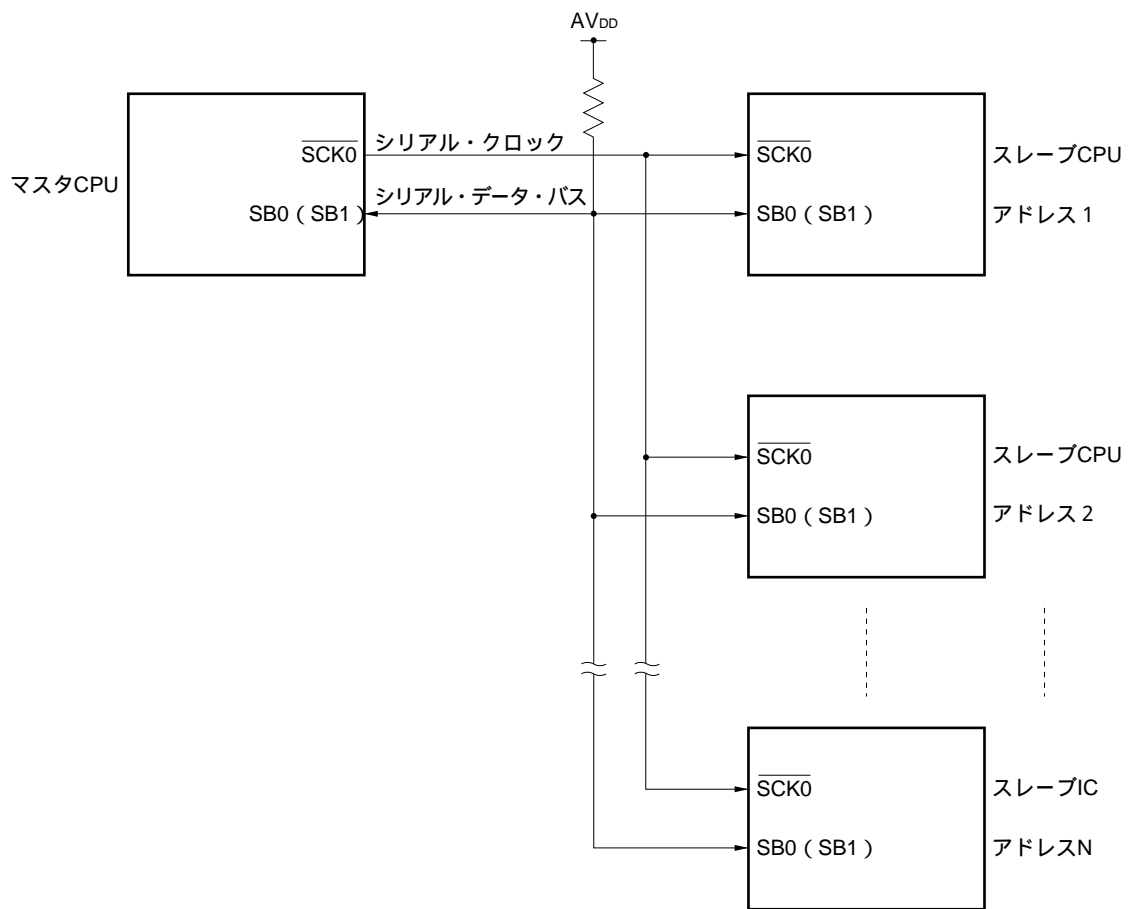 AVDD
マスタCPU
SCK0
シリアル・クロック
SB0（SB1）
シリアル・データ・バス
SCK0
スレーブCPU
SB0（SB1）
アドレス1
SCK0
スレーブCPU
SB0（SB1）
アドレス2
SCK0
スレーブIC
SB0（SB1）
アドレスN